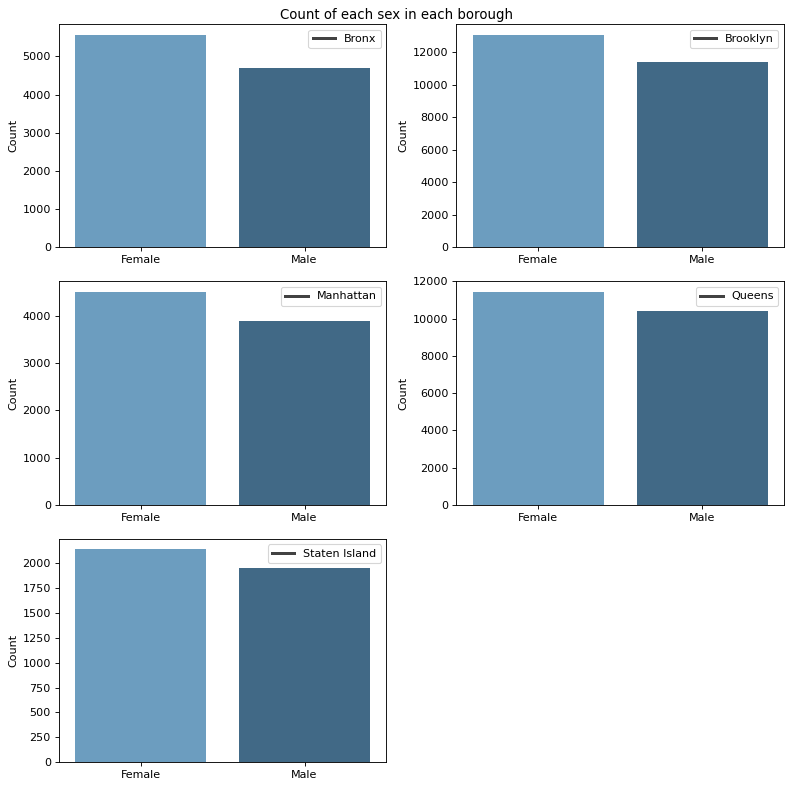 Count of each sex in each borough
Bronx
5000
4000
3000
2000
1000
0
Count
Female Male
Brooklyn
12000
10000
8000
6000
4000
2000
0
Count
Female Male
Manhattan
4000
3000
2000
1000
0
Count
Female Male
Queens
12000
10000
8000
6000
4000
2000
0
Count
Female Male
Staten Island
2000
1750
1500
1250
1000
750
500
250
0
Count
Female Male